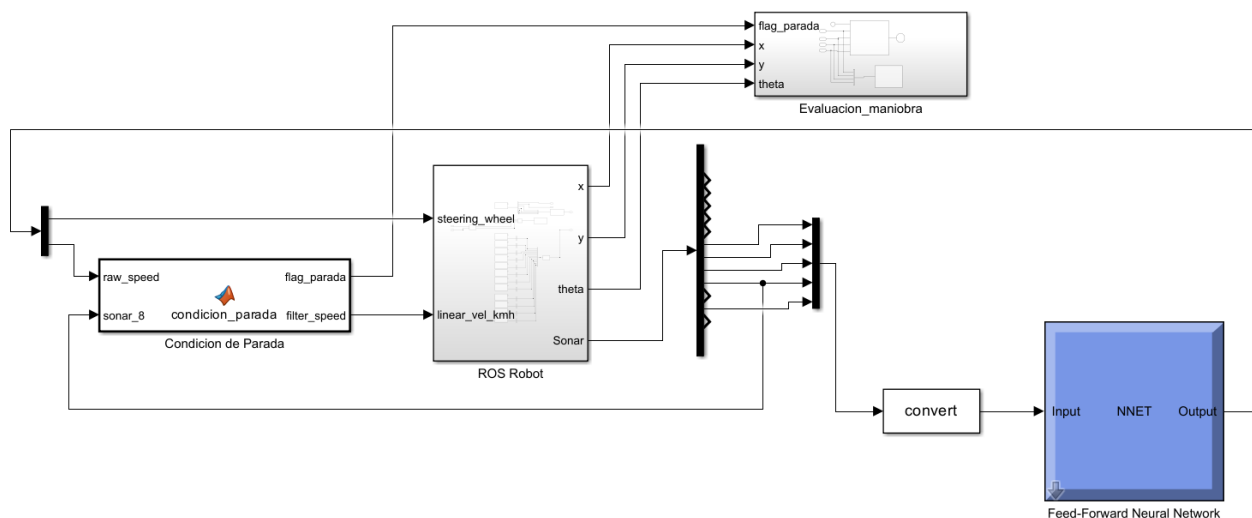 flag_parada
x
y
theta
Evaluacion_maniobra
steering_wheel
linear_vel_kmh
x
y
theta
Sonar
ROS Robot
raw_speed
sonar_8
condicion_parada
flag_parada
filter_speed
Condicion de Parada
convert
Input
NNET
Output
Feed-Forward Neural Network